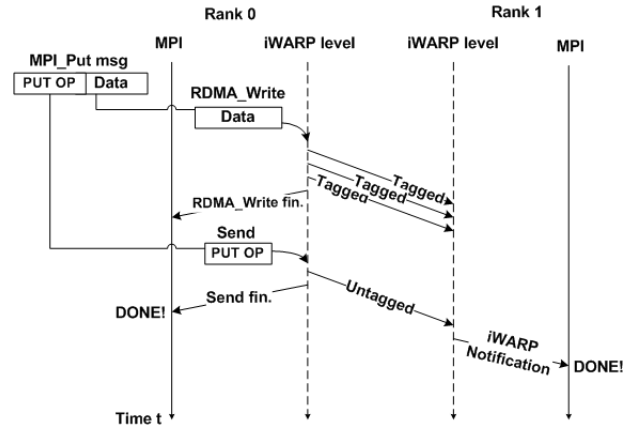 Rank 0
Rank 1
MPI
iWARP level
iWARP level
MPI
MPI_Put msg
PUT OP
Data
RDMA_Write
Data
Tagged
Tagged
Tagged
RDMA_Write fin.
Send
PUT OP
Untagged
Send fin.
DONE!
iWARP
Notification
DONE!
Time t